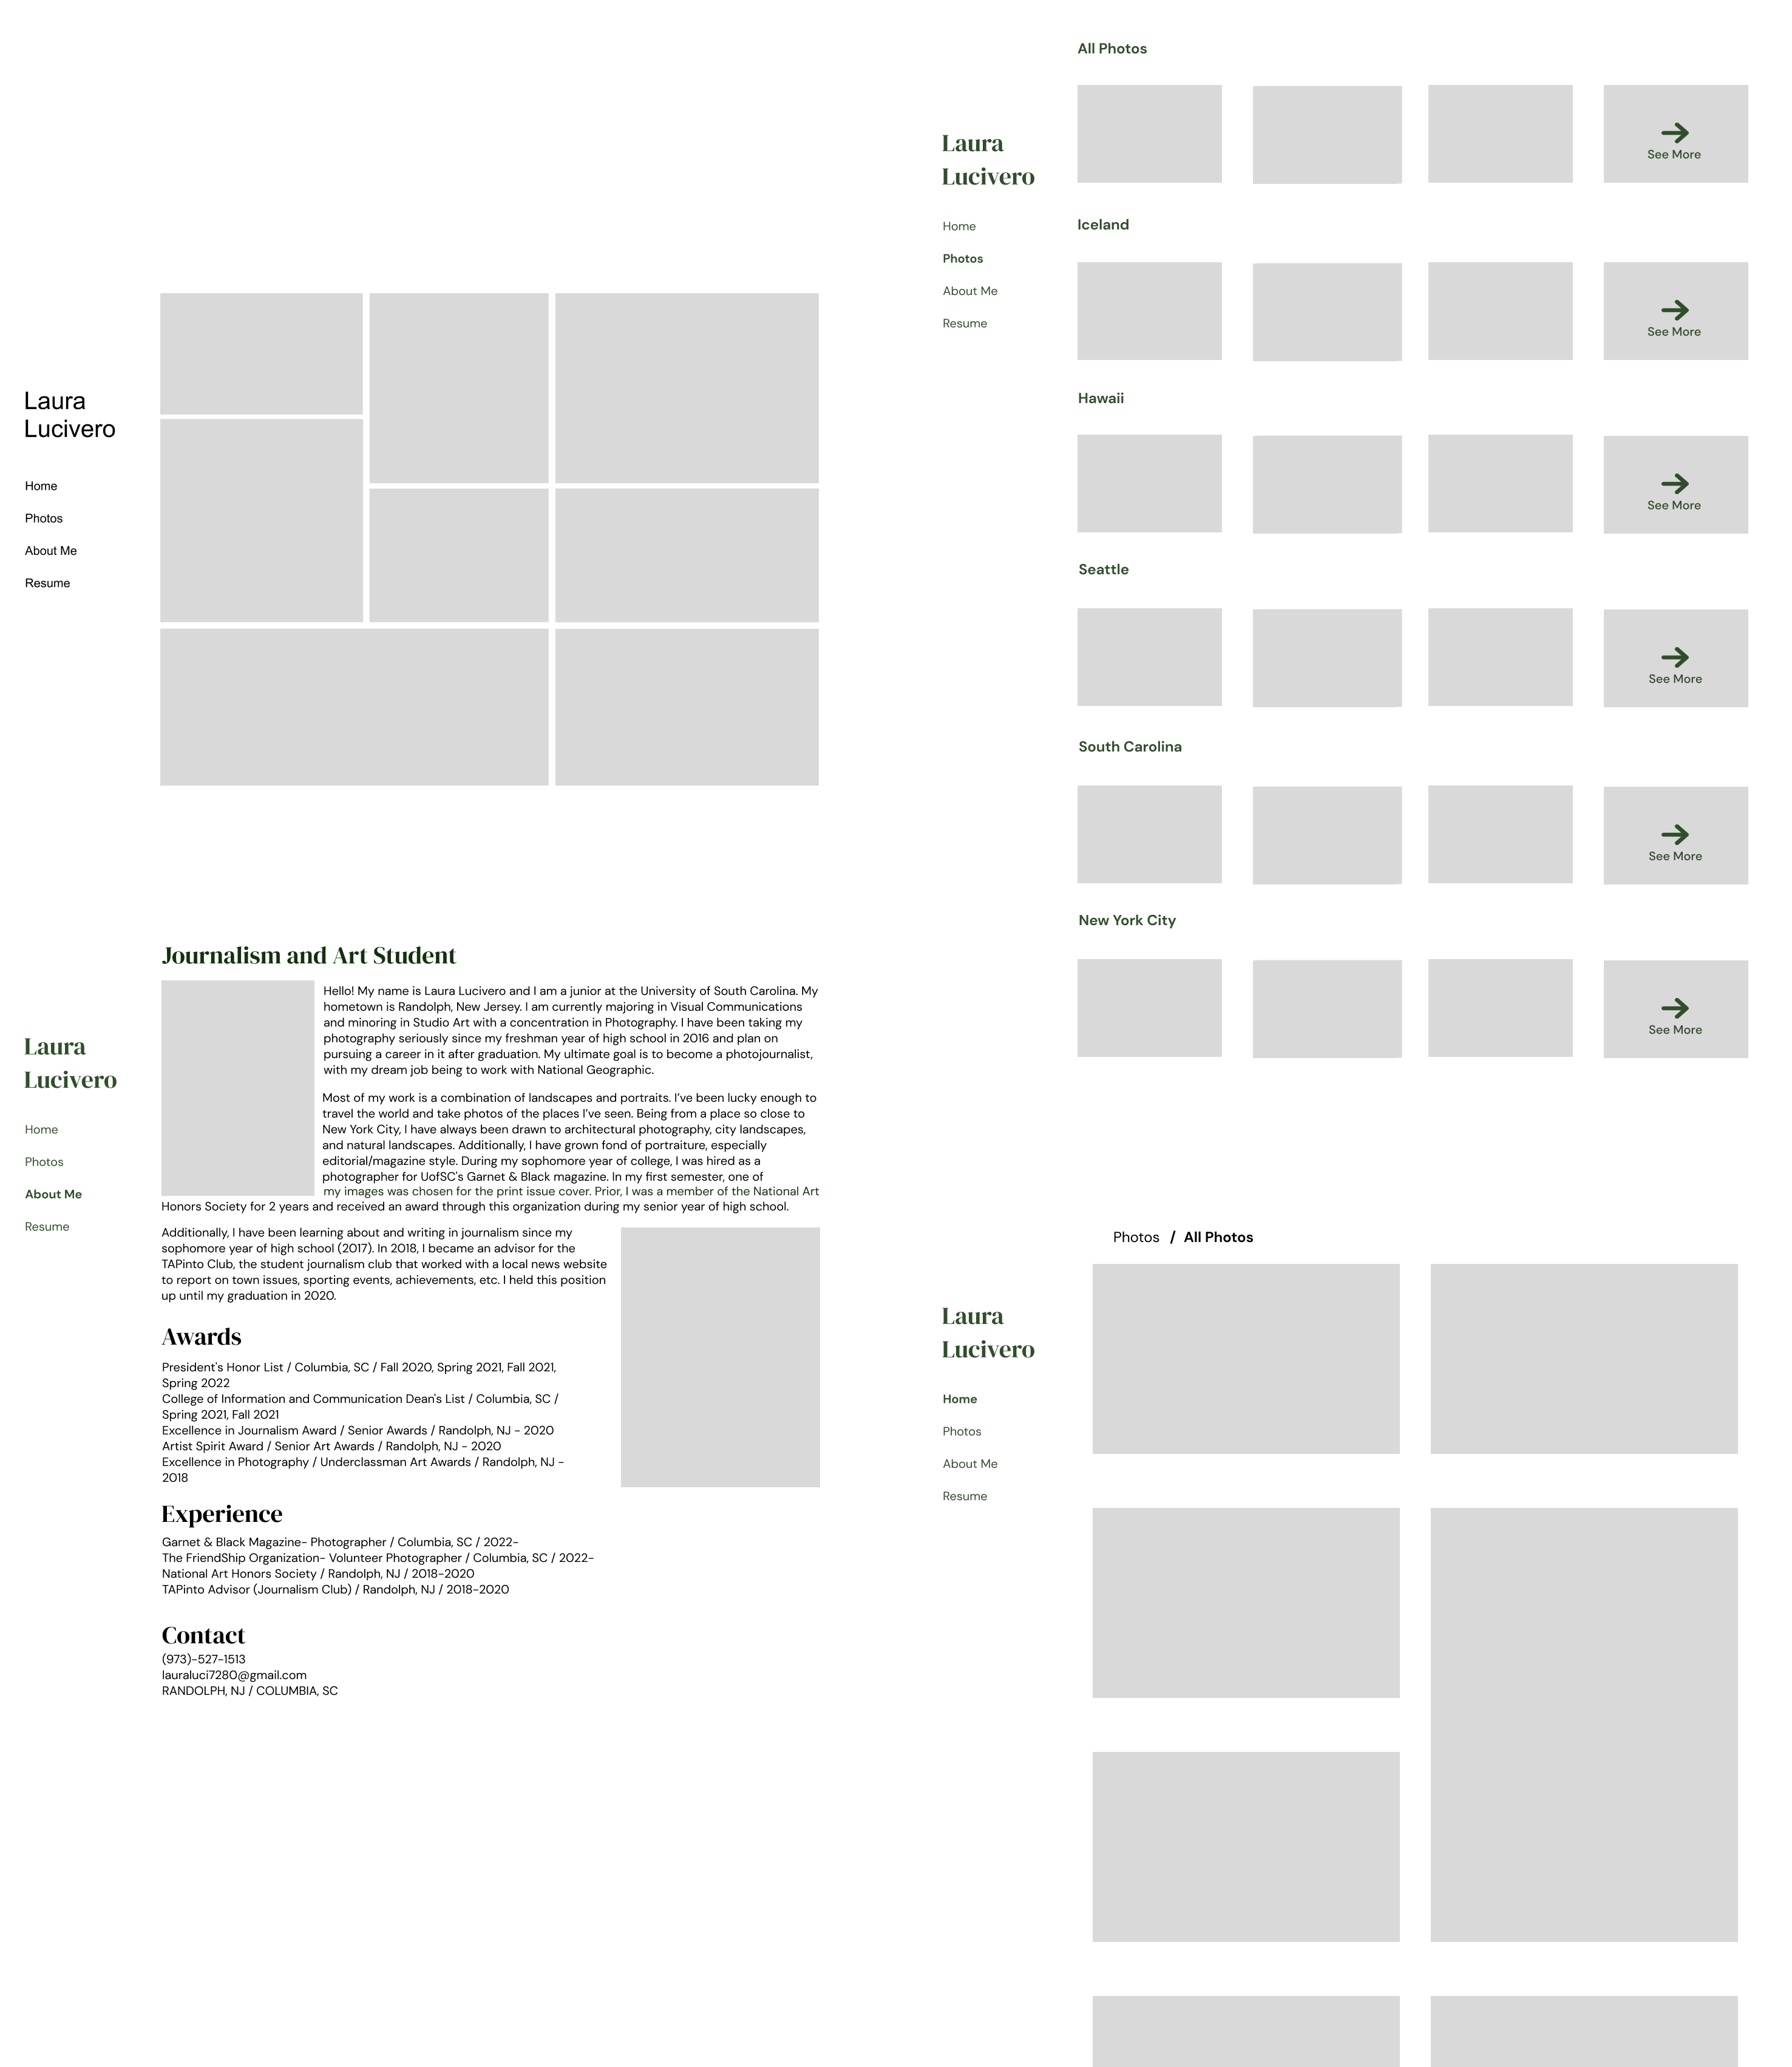 Laura
Lucivero
Home
Photos
About Me
Resume
All Photos
See More
Laura
Lucivero
Home
Photos
About Me
Resume
Iceland
See More
Hawaii
See More
Seattle
See More
South Carolina
See More
New York City
See More
Laura
Lucivero
Home
Photos
About Me
Resume
Journalism and Art Student
Hello! My name is Laura Lucivero and I am a junior at the University of South Carolina. My
hometown is Randolph, New Jersey. I am currently majoring in Visual Communications
and minoring in Studio Art with a concentration in Photography. I have been taking my
photography seriously since my freshman year of high school in 2016 and plan on
pursuing a career in it after graduation. My ultimate goal is to become a photojournalist,
with my dream job being to work with National Geographic.
Most of my work is a combination of landscapes and portraits. I've been lucky enough to
travel the world and take photos of the places I've seen. Being from a place so close to
New York City, I have always been drawn to architectural photography, city landscapes,
and natural landscapes. Additionally, I have grown fond of portraiture, especially
editorial/magazine style. During my sophomore year of college, I was hired as a
photographer for UofSC's Garnet & Black magazine. In my first semester, one of
my images was chosen for the print issue cover. Prior, I was a member of the National Art
Honors Society for 2 years and received an award through this organization during my senior year of high school.
Additionally, I have been learning about and writing in journalism since my
sophomore year of high school (2017). In 2018, I became an advisor for the
TAPinto Club, the student journalism club that worked with a local news website
to report on town issues, sporting events, achievements, etc. I held this position
up until my graduation in 2020.
Awards
President's Honor List / Columbia, SC / Fall 2020, Spring 2021, Fall 2021,
Spring 2022
College of Information and Communication Dean's List / Columbia, SC /
Spring 2021, Fall 2021
Excellence in Journalism Award / Senior Awards / Randolph, NJ - 2020
Artist Spirit Award / Senior Art Awards / Randolph, NJ - 2020
Excellence in Photography / Underclassman Art Awards / Randolph, NJ -
2018
Experience
Garnet & Black Magazine- Photographer / Columbia, SC / 2022-
The FriendShip Organization- Volunteer Photographer / Columbia, SC / 2022-
National Art Honors Society / Randolph, NJ / 2018-2020
TAPinto Advisor (Journalism Club) / Randolph, NJ / 2018-2020
Contact
(973)-527-1513
lauraluci7280@gmail.com
RANDOLPH, NJ / COLUMBIA, SC
Photos / All Photos
Laura
Lucivero
Home
Photos
About Me
Resume